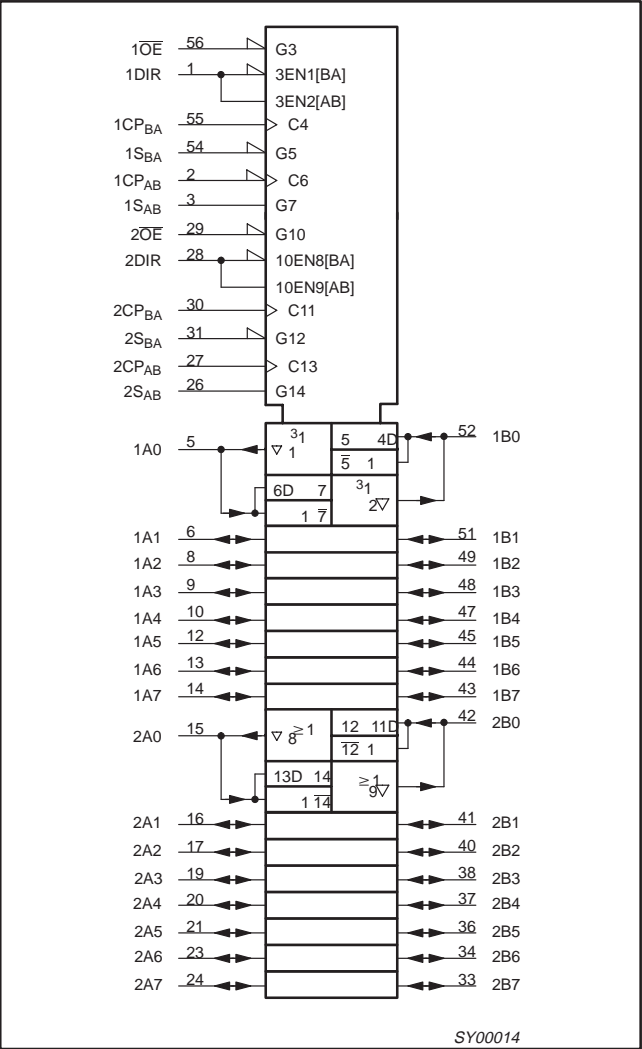 1O̅E̅ 56 G3
1DIR 1 3EN1[BA]
3EN2[AB]
1CPBA 55 C4
1SBA 54 G5
1CPAB 2 C6
1SAB 3 G7
2O̅E̅ 29 G10
2DIR 28 10EN8[BA]
10EN9[AB]
2CPBA 30 C11
2SBA 31 G12
2CPAB 27 C13
2SAB 26 G14
1A0 5 ▽ 31 1 5 4D 52 1B0
5̅ 1
6D 7 31 2▽
1 7̅
1A1 6 51 1B1
1A2 8 49 1B2
1A3 9 48 1B3
1A4 10 47 1B4
1A5 12 45 1B5
1A6 13 44 1B6
1A7 14 43 1B7
2A0 15 ▽ 8 ≥1 12 11D 42 2B0
1̅2̅ 1
13D 14 ≥1 9▽
1 1̅4̅
2A1 16 41 2B1
2A2 17 40 2B2
2A3 19 38 2B3
2A4 20 37 2B4
2A5 21 36 2B5
2A6 23 34 2B6
2A7 24 33 2B7
SY00014